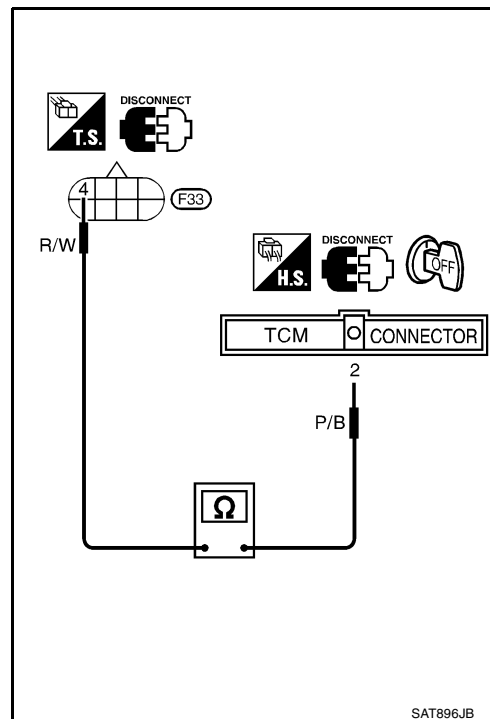 DISCONNECT
T.S.
4
F33
R/W
DISCONNECT
H.S.
OFF
TCM CONNECTOR
2
P/B
Ω
SAT896JB